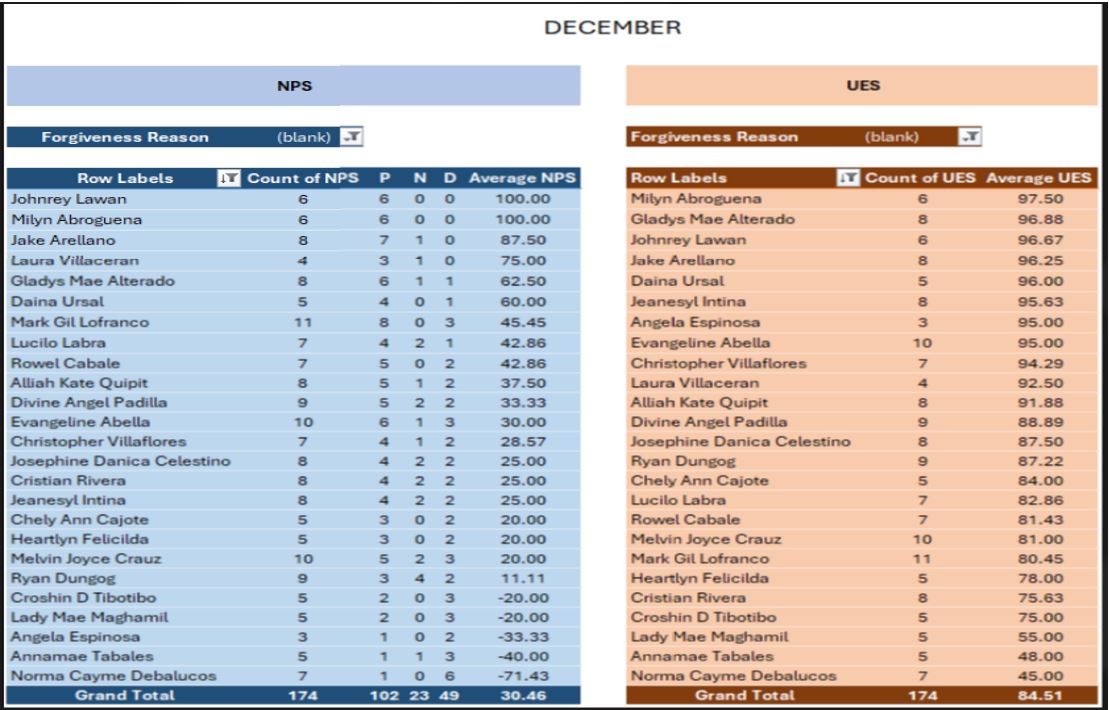 DECEMBER
NPS
Forgiveness Reason (blank)
Row Labels Count of NPS P N D Average NPS
Johnrey Lawan 6 6 0 0 100.00
Milyn Abroguena 6 6 0 0 100.00
Jake Arellano 8 7 1 0 87.50
Laura Villaceran 4 3 1 0 75.00
Gladys Mae Alterado 8 6 1 1 62.50
Daina Ursal 5 4 0 1 60.00
Mark Gil Lofranco 11 8 0 3 45.45
Lucilo Labra 7 4 2 1 42.86
Rowel Cabale 7 5 0 2 42.86
Alliah Kate Quipit 8 5 1 2 37.50
Divine Angel Padilla 9 5 2 2 33.33
Evangeline Abella 10 6 1 3 30.00
Christopher Villaflores 7 4 1 2 28.57
Josephine Danica Celestino 8 4 2 2 25.00
Cristian Rivera 8 4 2 2 25.00
Jeanesyl Intina 8 4 2 2 25.00
Chely Ann Cajote 5 3 0 2 20.00
Heartlyn Felicilda 5 3 0 2 20.00
Melvin Joyce Crauz 10 5 2 3 20.00
Ryan Dungog 9 3 4 2 11.11
Croshin D Tibotibo 5 2 0 3 -20.00
Lady Mae Maghamil 5 2 0 3 -20.00
Angela Espinosa 3 1 0 2 -33.33
Annamae Tabales 5 1 1 3 -40.00
Norma Cayme Debalucos 7 1 0 6 -71.43
Grand Total 174 102 23 49 30.46
UES
Forgiveness Reason (blank)
Row Labels Count of UES Average UES
Milyn Abroguena 6 97.50
Gladys Mae Alterado 8 96.88
Johnrey Lawan 6 96.67
Jake Arellano 8 96.25
Daina Ursal 5 96.00
Jeanesyl Intina 8 95.63
Angela Espinosa 3 95.00
Evangeline Abella 10 95.00
Christopher Villaflores 7 94.29
Laura Villaceran 4 92.50
Alliah Kate Quipit 8 91.88
Divine Angel Padilla 9 88.89
Josephine Danica Celestino 8 87.50
Ryan Dungog 9 87.22
Chely Ann Cajote 5 84.00
Lucilo Labra 7 82.86
Rowel Cabale 7 81.43
Melvin Joyce Crauz 10 81.00
Mark Gil Lofranco 11 80.45
Heartlyn Felicilda 5 78.00
Cristian Rivera 8 75.63
Croshin D Tibotibo 5 75.00
Lady Mae Maghamil 5 55.00
Annamae Tabales 5 48.00
Norma Cayme Debalucos 7 45.00
Grand Total 174 84.51